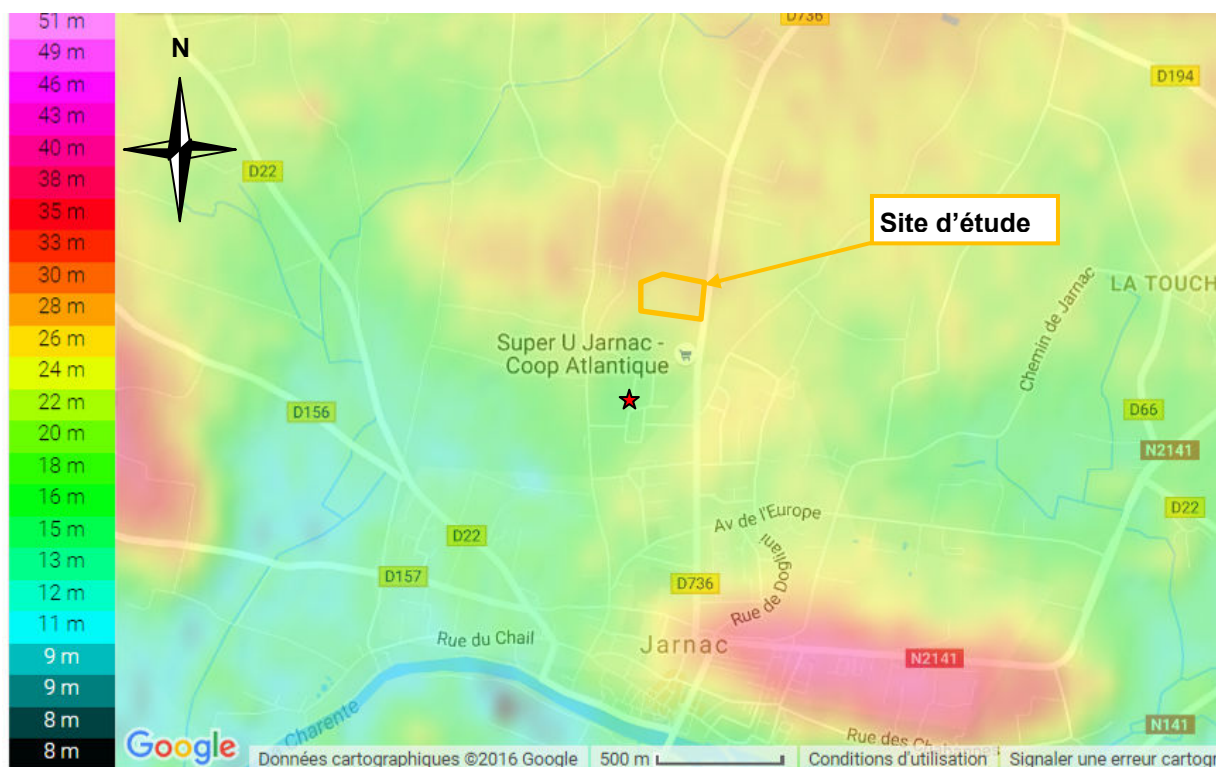 51 m
49 m
46 m
43 m
40 m
38 m
35 m
33 m
30 m
28 m
26 m
24 m
22 m
20 m
18 m
16 m
15 m
13 m
12 m
11 m
9 m
9 m
8 m
8 m
N
D736
D194
D22
Site d'étude
LA TOUCH
Chemin de Jarnac
Super U Jarnac -
Coop Atlantique
D156
D66
N2141
D22
Av de l'Europe
D22
Rue de Dogliani
D157
D736
Rue du Chail
Jarnac
N2141
Charente
Rue des
N141
Google
Données cartographiques ©2016 Google
500 m
Conditions d'utilisation
Signaler une erreur cartogr